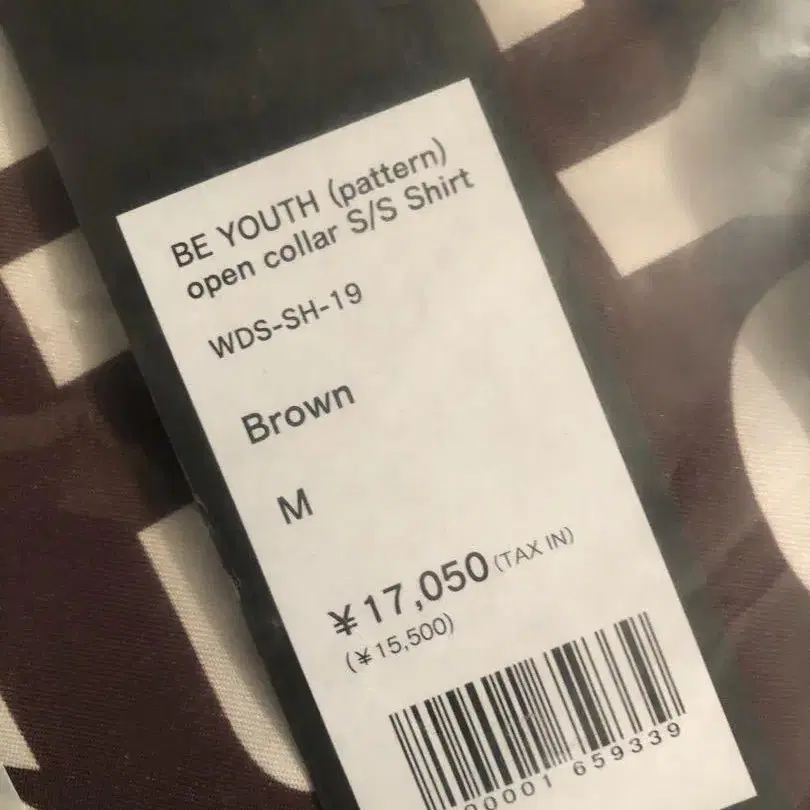 BE YOUTH (pattern)
open collar S/S Shirt
WDS-SH-19
Brown
M
¥17,050 (TAX IN)
(¥15,500)
00001 659339